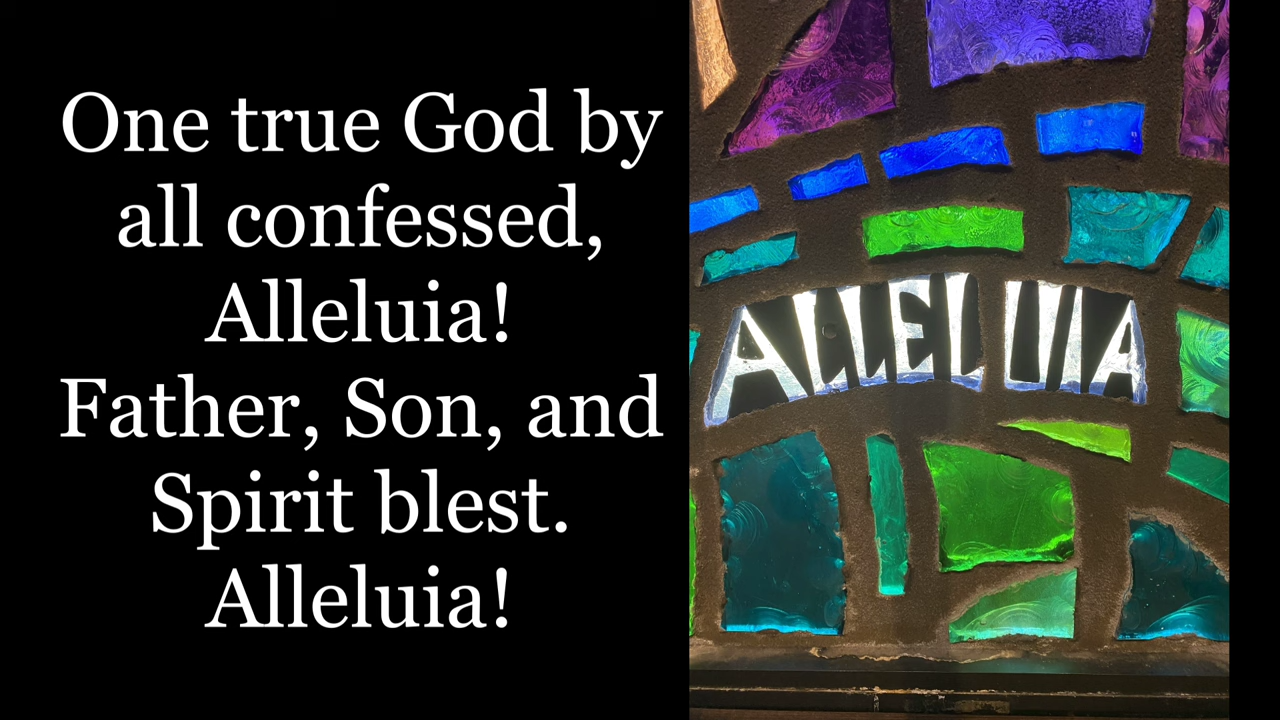 One true God by
all confessed,
Alleluia!
Father, Son, and
Spirit blest.
Alleluia!
ALLELUIA